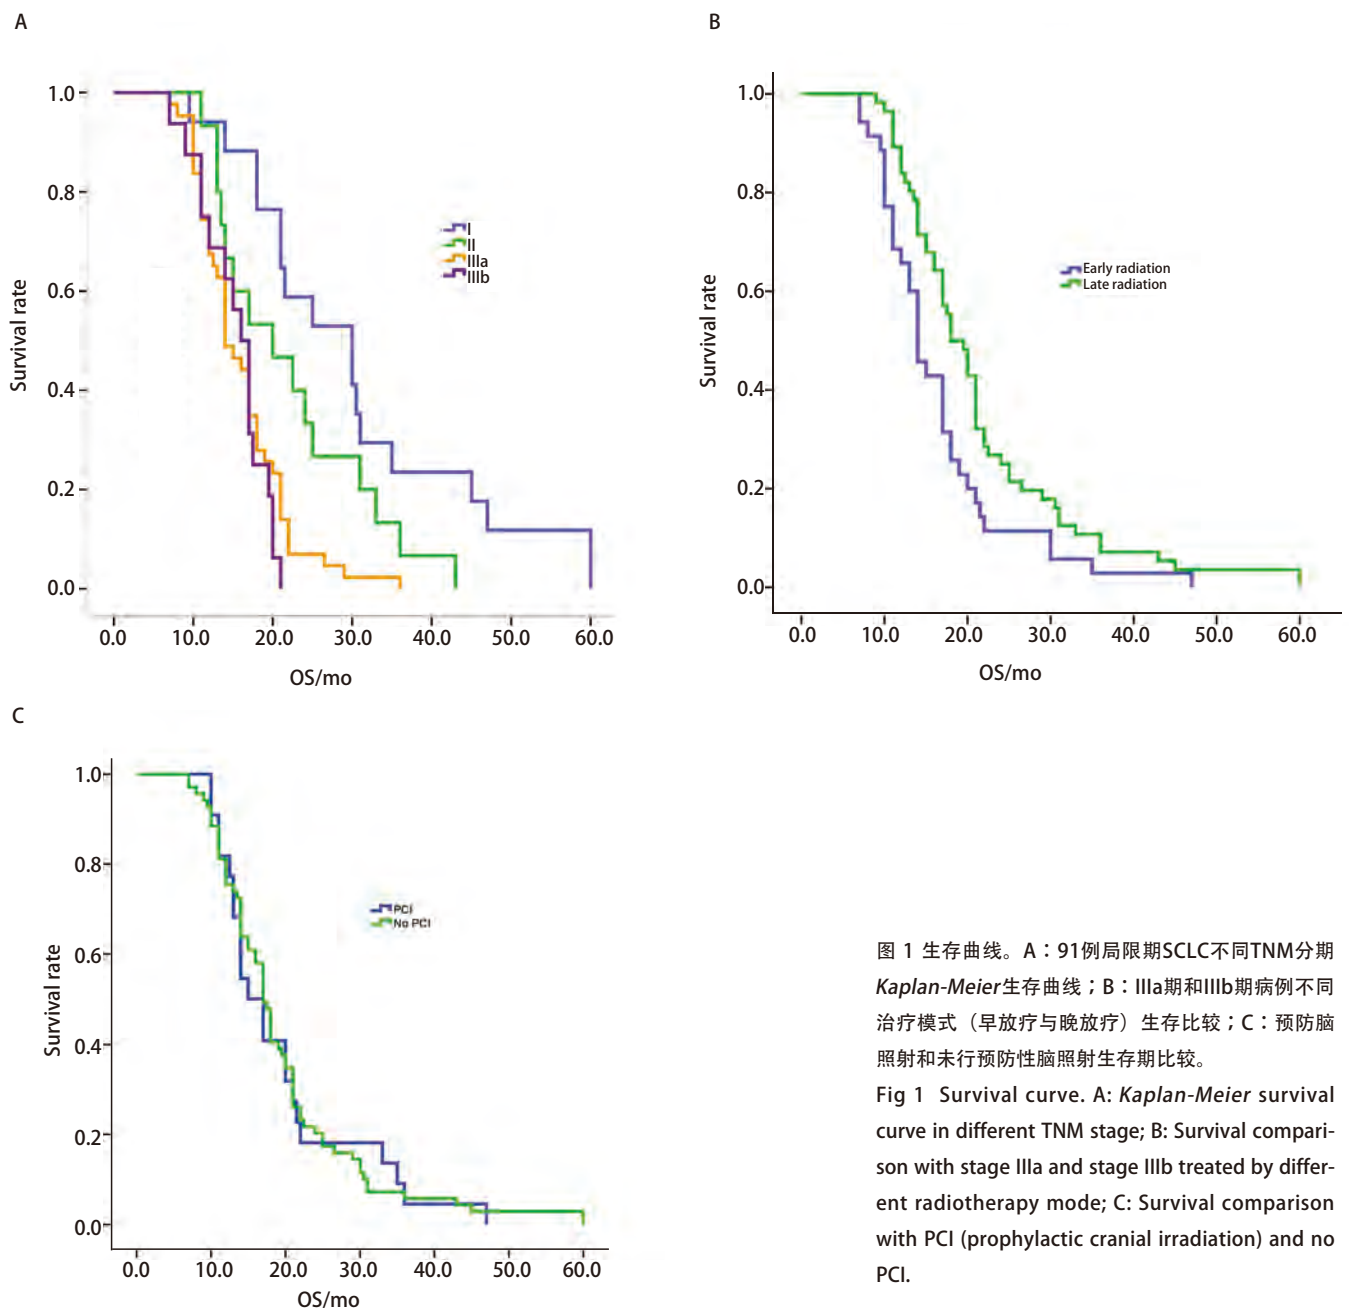 A
1.0
0.8
0.6
0.4
0.2
0.0
Survival rate
I
II
IIIa
IIIb
0.0 10.0 20.0 30.0 40.0 50.0 60.0
OS/mo
B
1.0
0.8
0.6
0.4
0.2
0.0
Survival rate
Early radiation
Late radiation
0.0 10.0 20.0 30.0 40.0 50.0 60.0
OS/mo
C
1.0
0.8
0.6
0.4
0.2
0.0
Survival rate
PCI
No PCI
0.0 10.0 20.0 30.0 40.0 50.0 60.0
OS/mo
图 1 生存曲线。A：91例局限期SCLC不同TNM分期
Kaplan-Meier生存曲线；B：IIIa期和IIIb期病例不同
治疗模式（早放疗与晚放疗）生存比较；C：预防脑
照射和未行预防性脑照射生存期比较。
Fig 1 Survival curve. A: Kaplan-Meier survival
curve in different TNM stage; B: Survival compari-
son with stage IIIa and stage IIIb treated by differ-
ent radiotherapy mode; C: Survival comparison
with PCI (prophylactic cranial irradiation) and no
PCI.